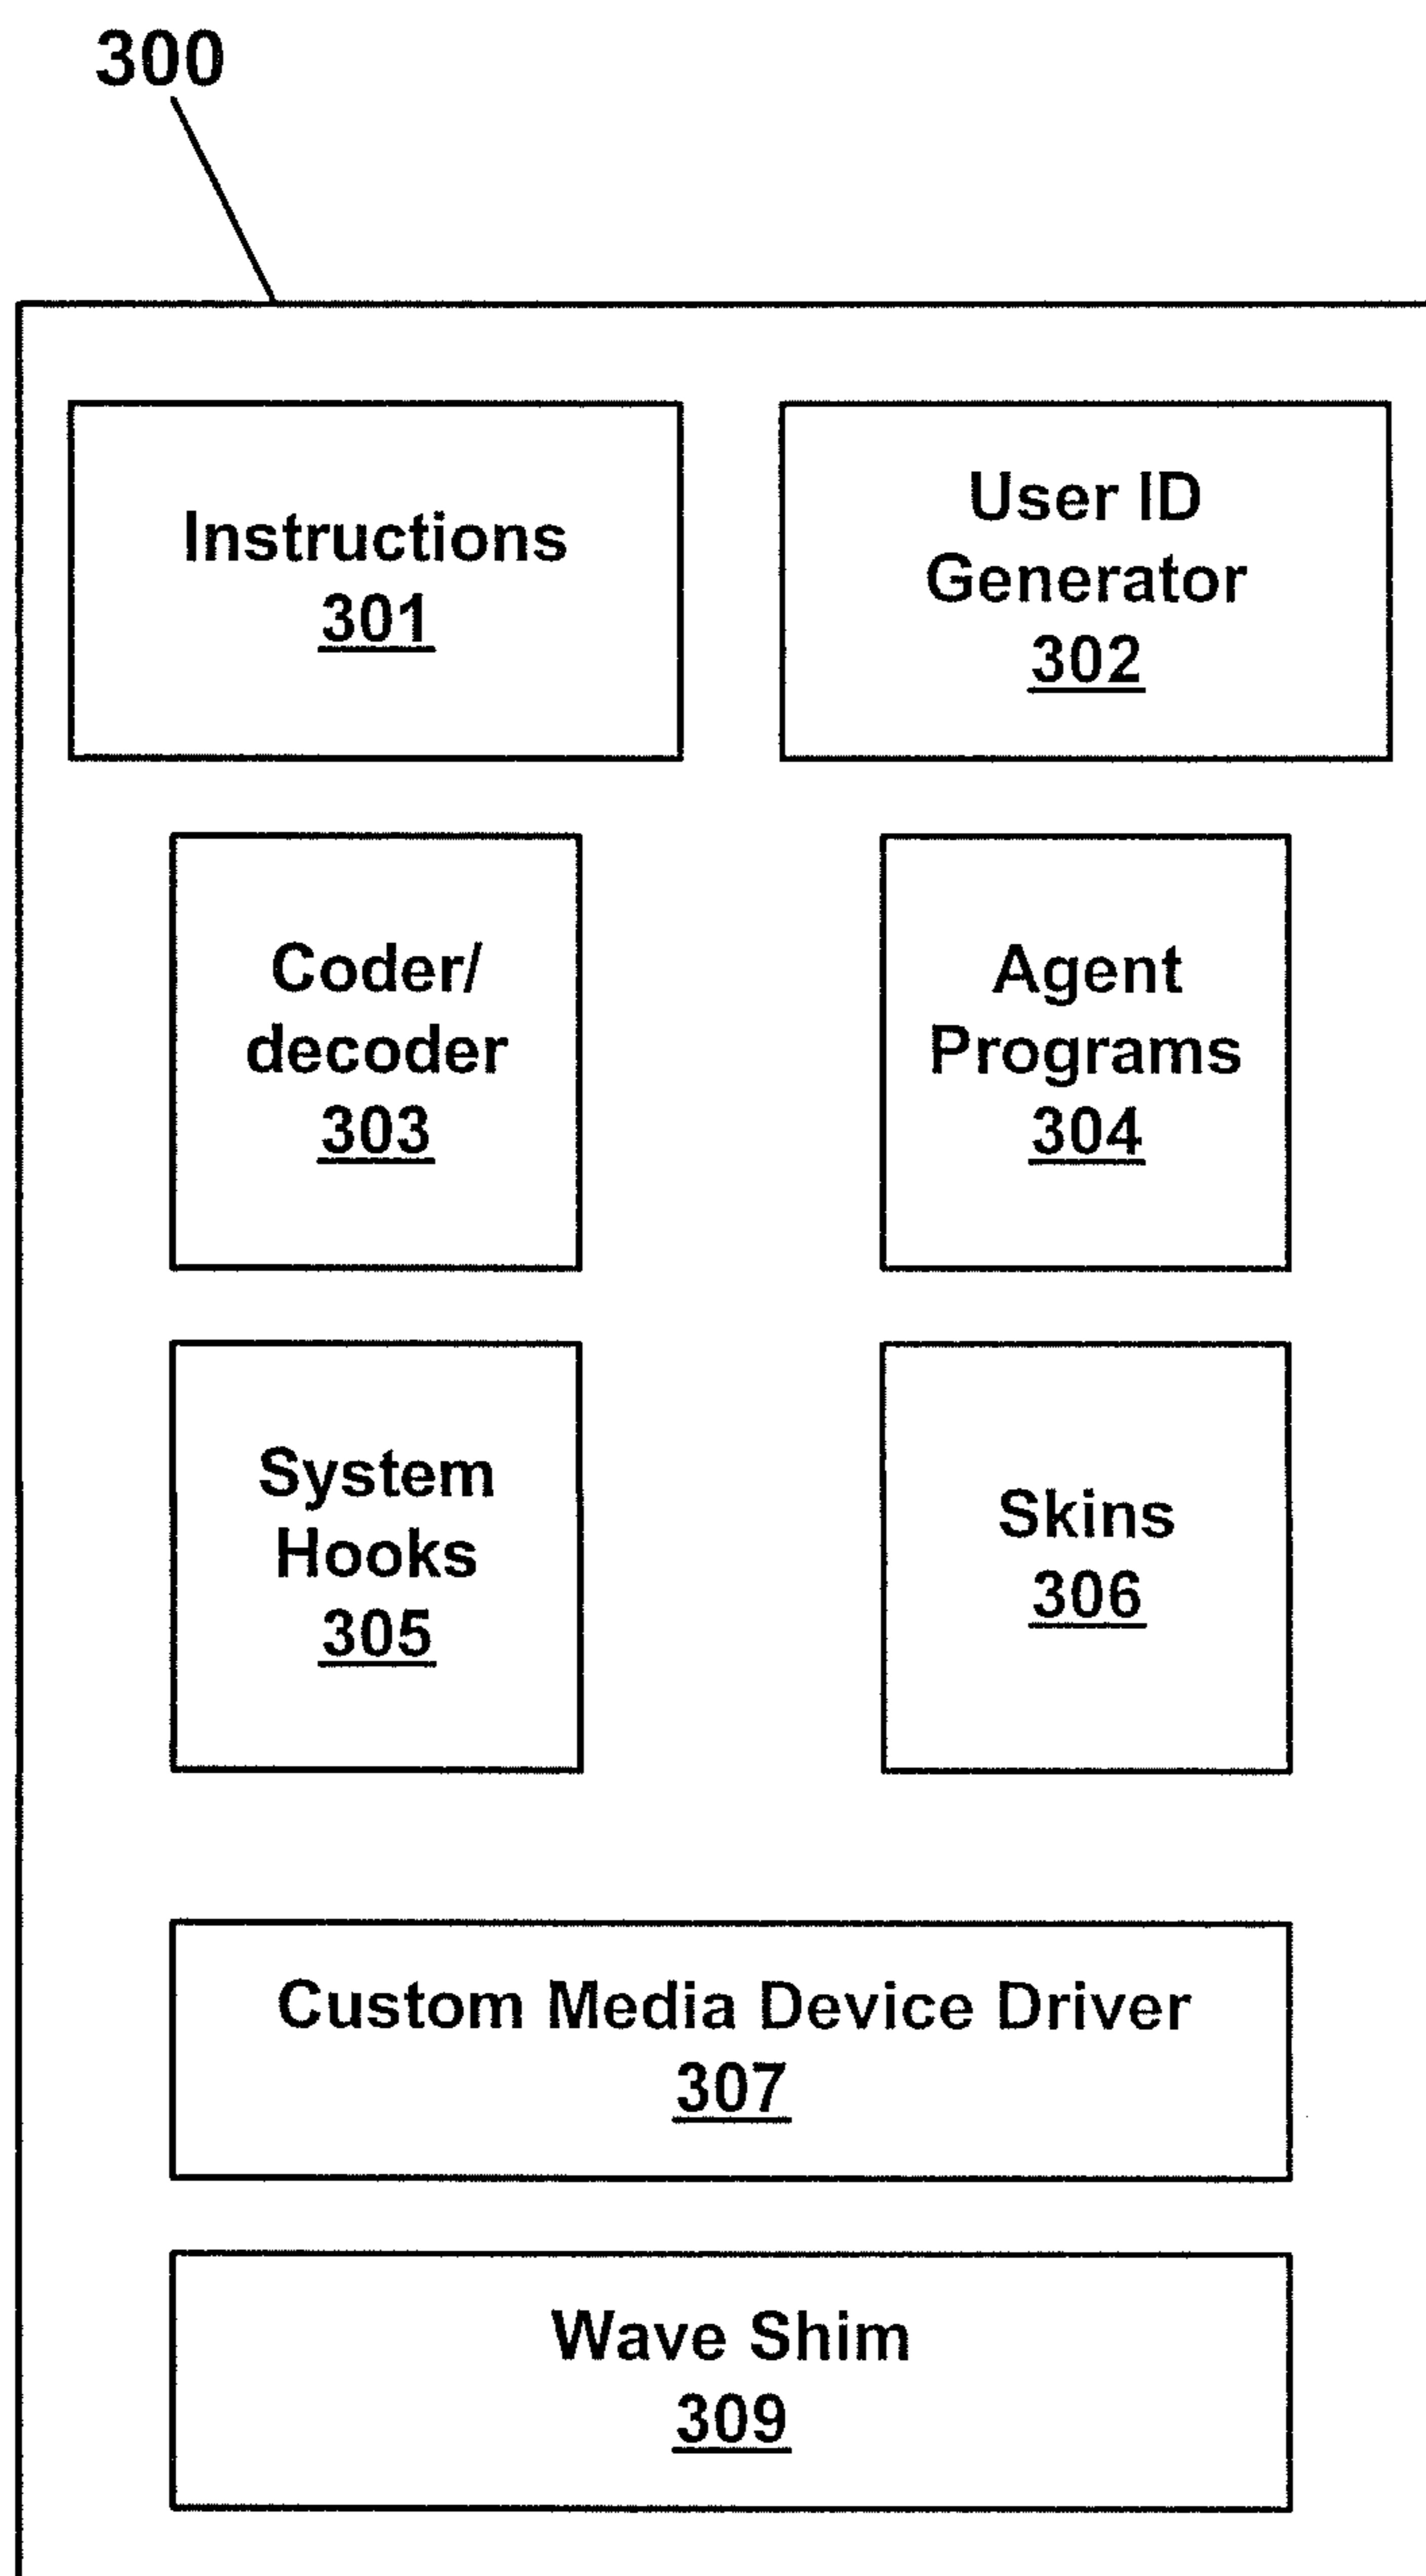 300
Instructions
301
User ID
Generator
302
Coder/
decoder
303
Agent
Programs
304
System
Hooks
305
Skins
306
Custom Media Device Driver
307
Wave Shim
309